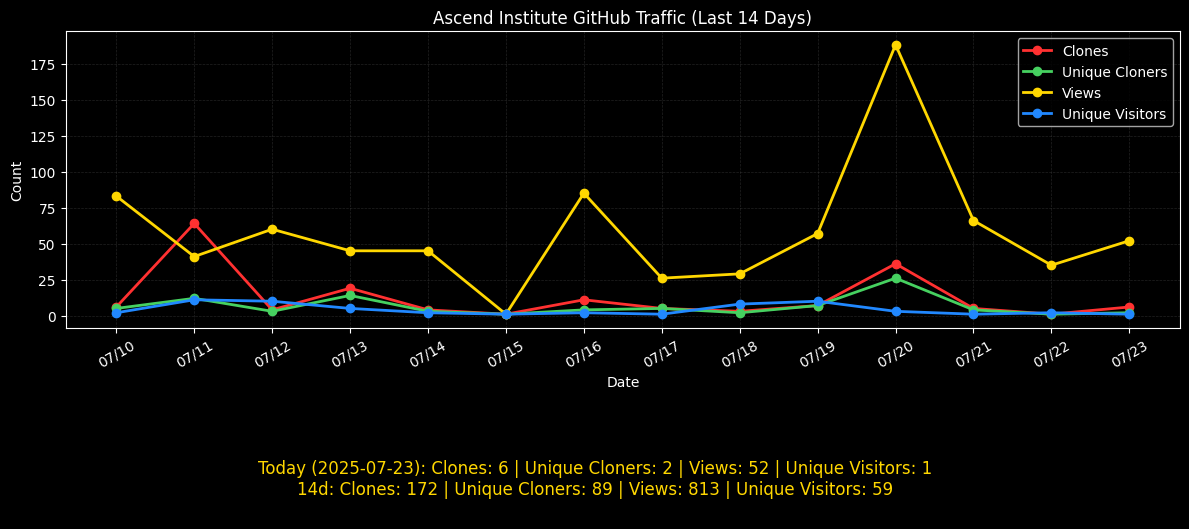 Ascend Institute GitHub Traffic (Last 14 Days)
Clones
Unique Cloners
Views
Unique Visitors
Count
175
150
125
100
75
50
25
0
07/10 07/11 07/12 07/13 07/14 07/15 07/16 07/17 07/18 07/19 07/20 07/21 07/22 07/23
Date
Today (2025-07-23): Clones: 6 | Unique Cloners: 2 | Views: 52 | Unique Visitors: 1
14d: Clones: 172 | Unique Cloners: 89 | Views: 813 | Unique Visitors: 59